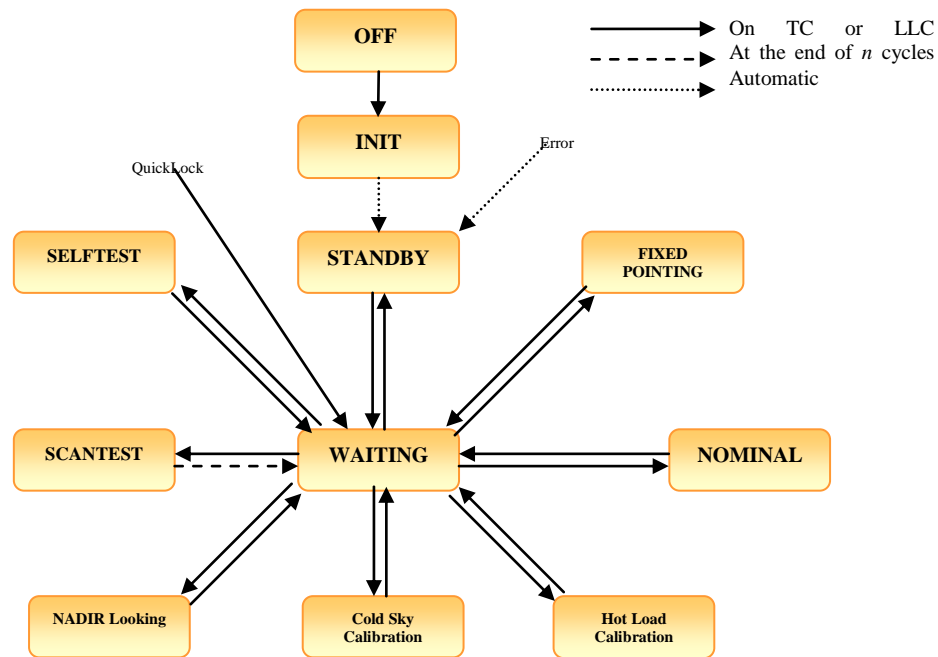 OFF
On TC or LLC
At the end of n cycles
Automatic
INIT
Error
QuickLock
SELFTEST
STANDBY
FIXED
POINTING
SCANTEST
WAITING
NOMINAL
NADIR Looking
Cold Sky
Calibration
Hot Load
Calibration